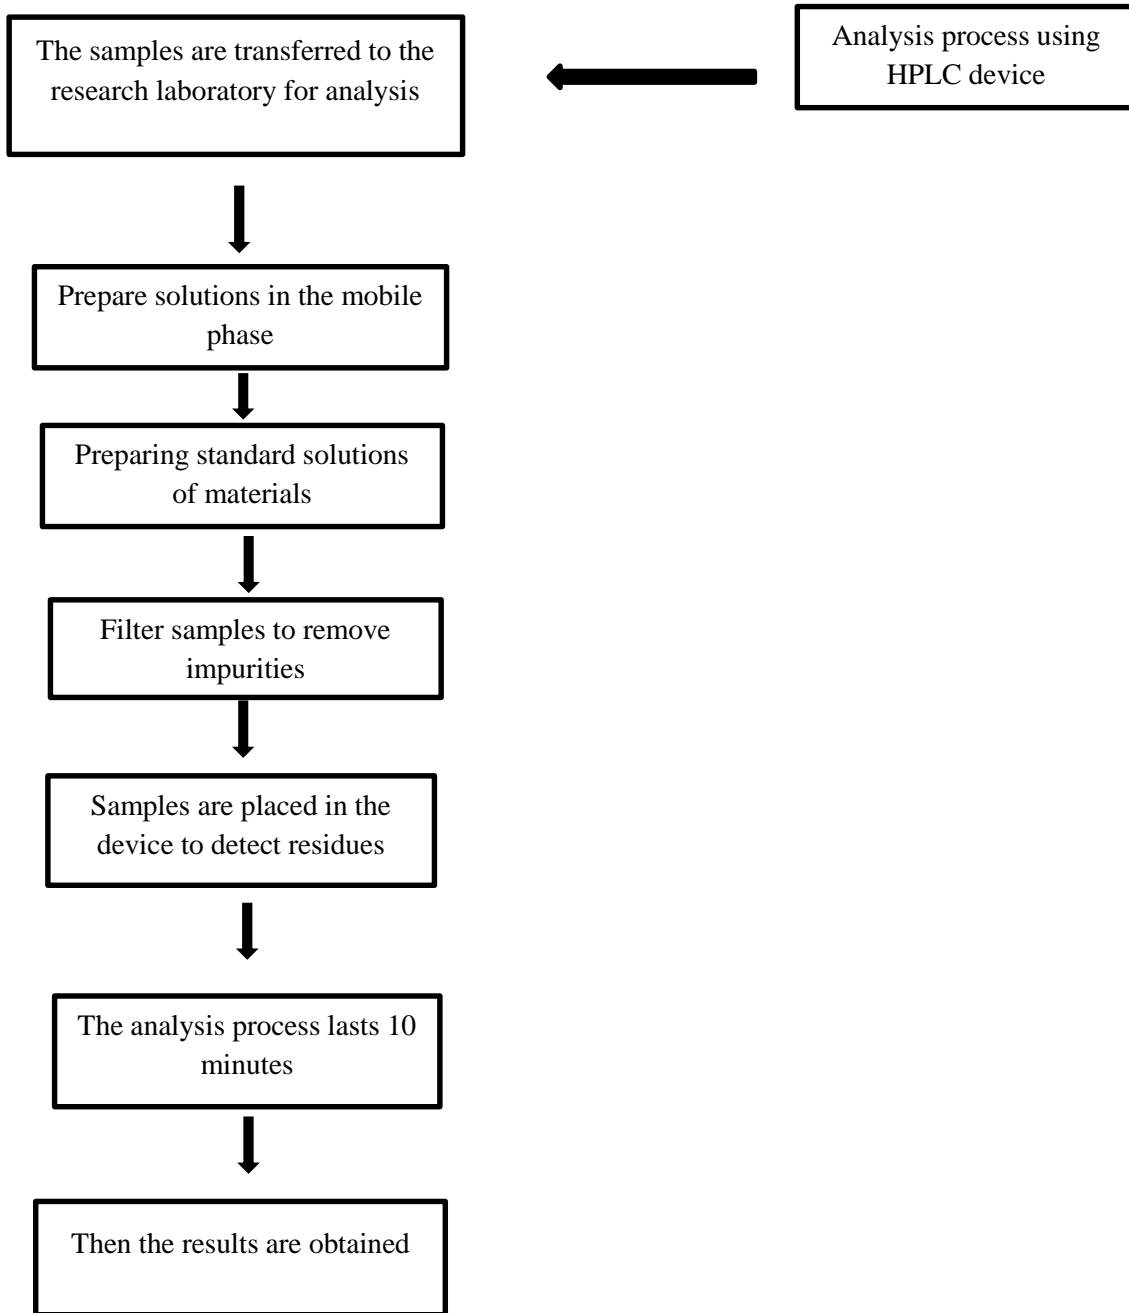 The samples are transferred to the
research laboratory for analysis
Analysis process using
HPLC device
Prepare solutions in the mobile
phase
Preparing standard solutions
of materials
Filter samples to remove
impurities
Samples are placed in the
device to detect residues
The analysis process lasts 10
minutes
Then the results are obtained